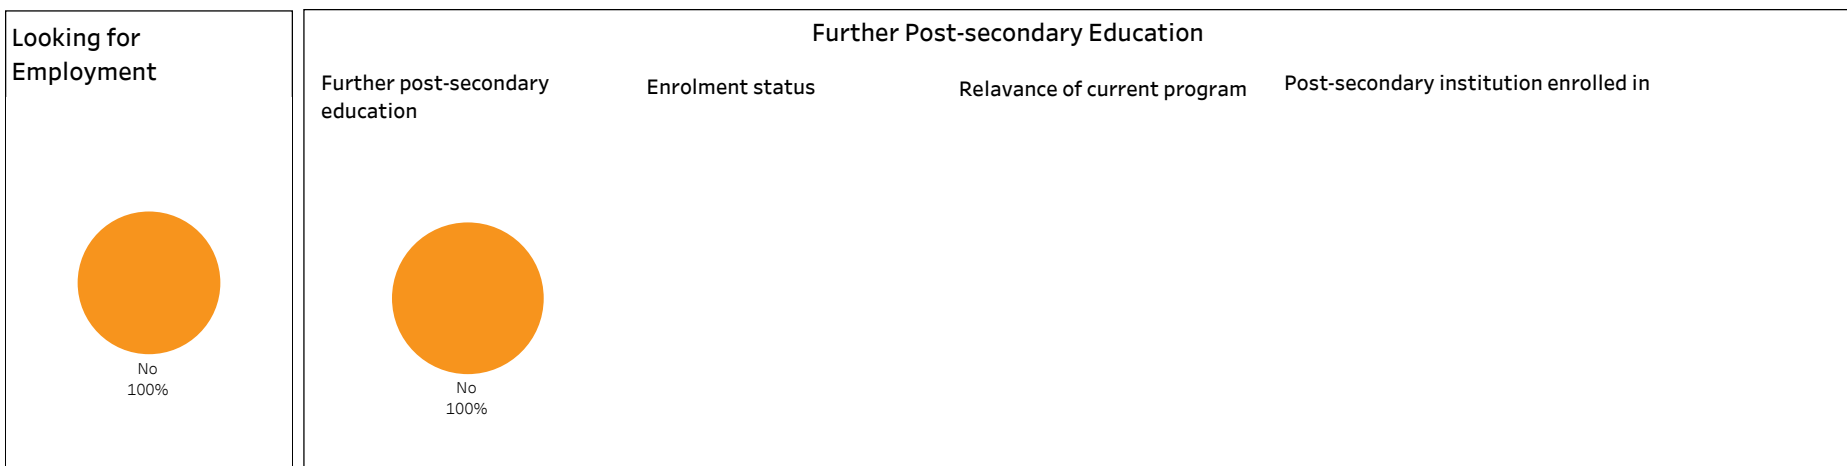 Looking for
Employment
No
100%
Further Post-secondary Education
Further post-secondary
education
No
100%
Enrolment status
Relavance of current program
Post-secondary institution enrolled in